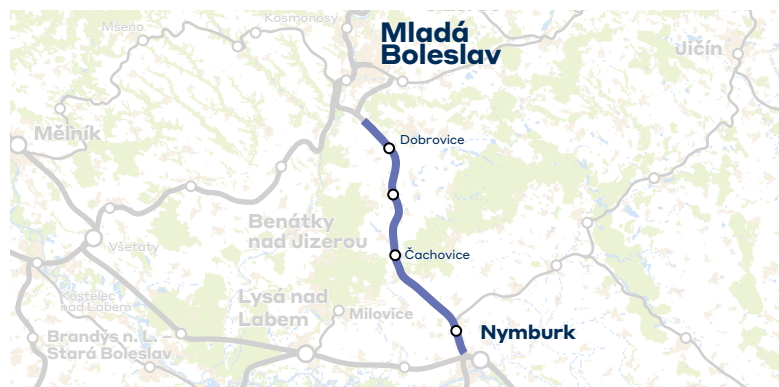 Kosmonosy
Mšeno
Mladá
Boleslav
Jičín
Mělník
Dobrovice
Benátky
nad Jizerou
Všetaty
Čachovice
Kostelec
nad Labem
Lysá nad
Labem
Milovice
Brandýs n. L. –
Stará Boleslav
Nymburk